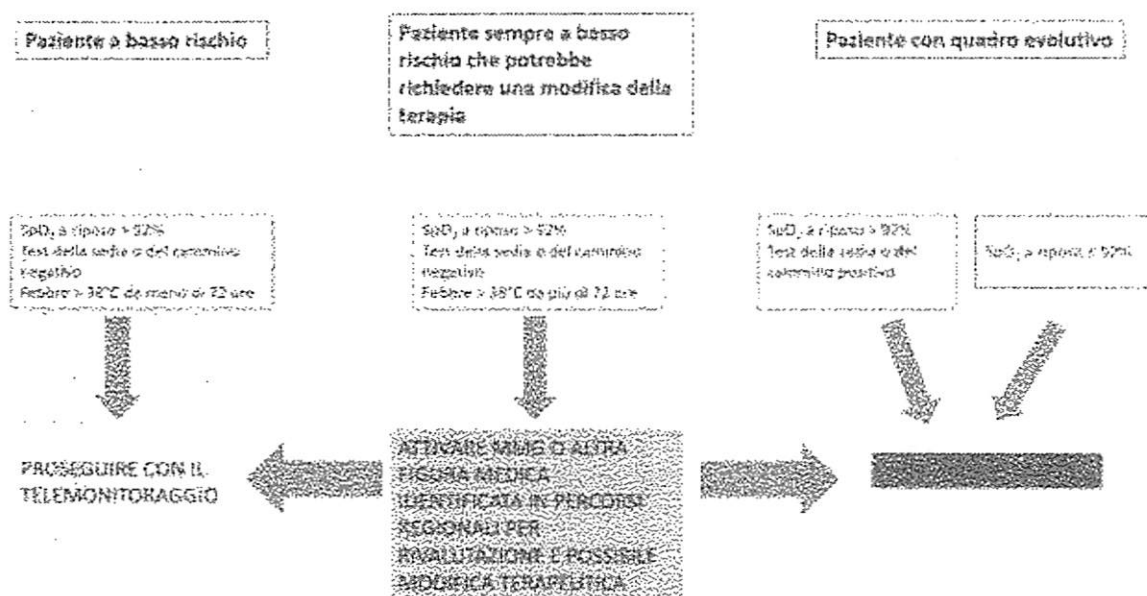 Paziente a basso rischio
Paziente sempre a basso
rischio che potrebbe
richiedere una modifica della
terapia
Paziente con quadro evolutivo
SpO2 a riposo > 92%
Test della sedia o del cammino
negativo
Febbre > 38°C da meno di 72 ore
SpO2 a riposo > 92%
Test della sedia o del cammino
negativo
Febbre > 38°C da più di 72 ore
SpO2 a riposo > 92%
Test della sedia o del
cammino positivo
SpO2 a riposo ≤ 92%
PROSEGUIRE CON IL
TELEMONITORAGGIO
ATTIVARE MMG O ALTRA
FIGURA MEDICA
IDENTIFICATA IN PERCORSI
REGIONALI PER
RIVALUTAZIONE E POSSIBILE
MODIFICA TERAPEUTICA